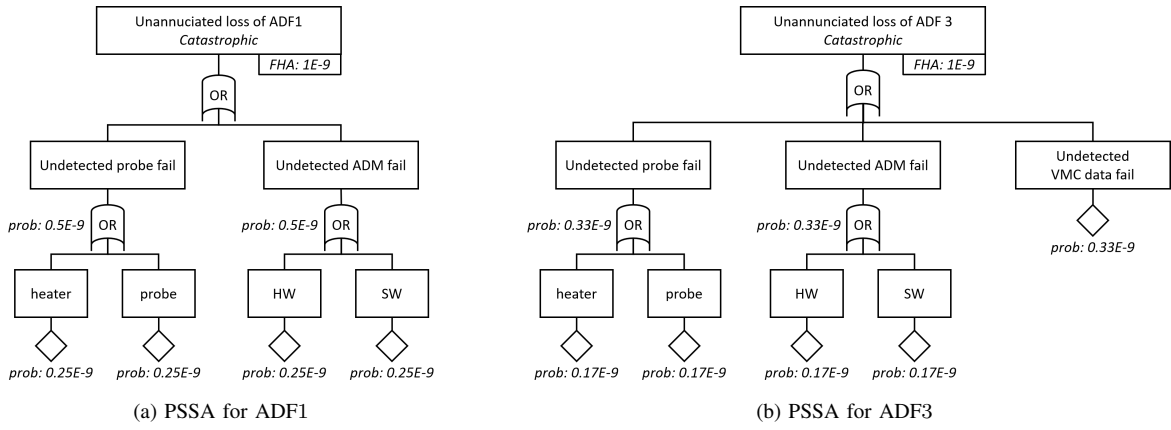 Unannuciated loss of ADF1
Catastrophic
FHA: 1E-9
OR
Undetected probe fail
Undetected ADM fail
prob: 0.5E-9
OR
prob: 0.5E-9
OR
heater
probe
HW
SW
prob: 0.25E-9
prob: 0.25E-9
prob: 0.25E-9
prob: 0.25E-9
(a) PSSA for ADF1
Unannunciated loss of ADF 3
Catastrophic
FHA: 1E-9
OR
Undetected probe fail
Undetected ADM fail
Undetected
VMC data fail
prob: 0.33E-9
OR
prob: 0.33E-9
OR
prob: 0.33E-9
heater
probe
HW
SW
prob: 0.17E-9
prob: 0.17E-9
prob: 0.17E-9
prob: 0.17E-9
(b) PSSA for ADF3